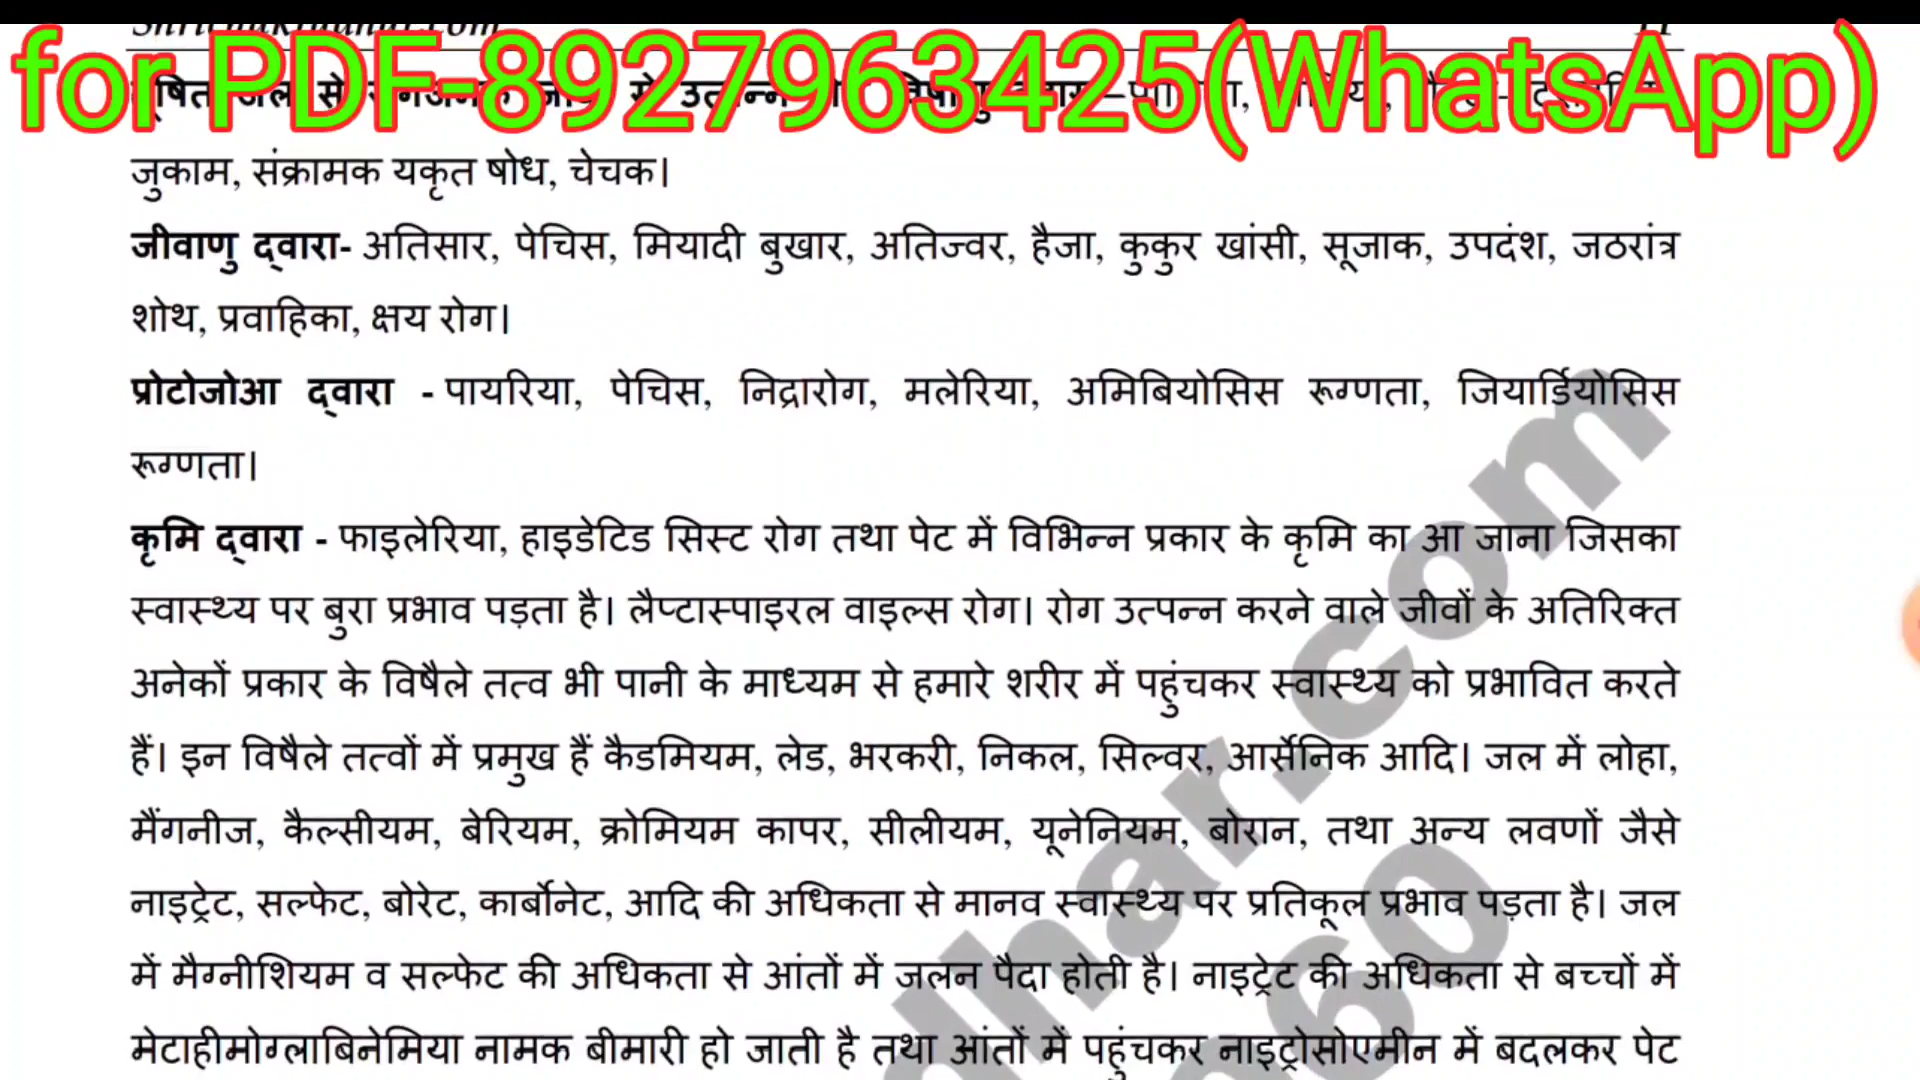 for PDF-8927963425(WhatsApp)
जुकाम, संक्रामक यकृत षोध, चेचक।
जीवाणु द्वारा- अतिसार, पेचिस, मियादी बुखार, अतिज्वर, हैजा, कुकुर खांसी, सूजाक, उपदंश, जठरांत्र
शोथ, प्रवाहिका, क्षय रोग।
प्रोटोजोआ द्वारा - पायरिया, पेचिस, निद्रारोग, मलेरिया, अमिबियोसिस रूग्णता, जियार्डियोसिस
रूग्णता।
कृमि द्वारा - फाइलेरिया, हाइडेटिड सिस्ट रोग तथा पेट में विभिन्न प्रकार के कृमि का आ जाना जिसका
स्वास्थ्य पर बुरा प्रभाव पड़ता है। लैप्टास्पाइरल वाइल्स रोग। रोग उत्पन्न करने वाले जीवों के अतिरिक्त
अनेकों प्रकार के विषैले तत्व भी पानी के माध्यम से हमारे शरीर में पहुंचकर स्वास्थ्य को प्रभावित करते
हैं। इन विषैले तत्वों में प्रमुख हैं कैडमियम, लेड, भरकरी, निकल, सिल्वर, आर्सेनिक आदि। जल में लोहा,
मैंगनीज, कैल्सीयम, बेरियम, क्रोमियम कापर, सीलीयम, यूनेनियम, बोरान, तथा अन्य लवणों जैसे
नाइट्रेट, सल्फेट, बोरेट, कार्बोनेट, आदि की अधिकता से मानव स्वास्थ्य पर प्रतिकूल प्रभाव पड़ता है। जल
में मैग्नीशियम व सल्फेट की अधिकता से आंतों में जलन पैदा होती है। नाइट्रेट की अधिकता से बच्चों में
मेटाहीमोग्लाबिनेमिया नामक बीमारी हो जाती है तथा आंतों में पहुंचकर नाइट्रोसोएमीन में बदलकर पेट
dhar.com
60